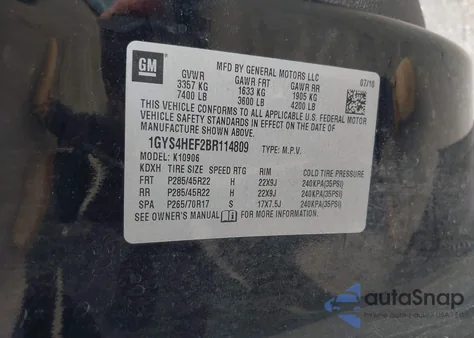 GM
MFD BY GENERAL MOTORS LLC
GVWR GAWR FRT GAWR RR 07/10
3357 KG 1633 KG 1905 KG
7400 LB 3600 LB 4200 LB
THIS VEHICLE CONFORMS TO ALL APPLICABLE U.S. FEDERAL MOTOR
VEHICLE SAFETY AND THEFT PREVENTION STANDARDS IN EFFECT ON
THE DATE OF MANUFACTURE SHOWN ABOVE.
1GYS4HEF2BR114809 TYPE: M.P.V.
MODEL: K10906
KDXH TIRE SIZE SPEED RTG RIM COLD TIRE PRESSURE
FRT P285/45R22 H 22X9J 240KPA(35PSI)
RR P285/45R22 H 22X9J 240KPA(35PSI)
SPA P265/70R17 S 17X7.5J 240KPA(35PSI)
SEE OWNER'S MANUAL FOR MORE INFORMATION.
autoSnap